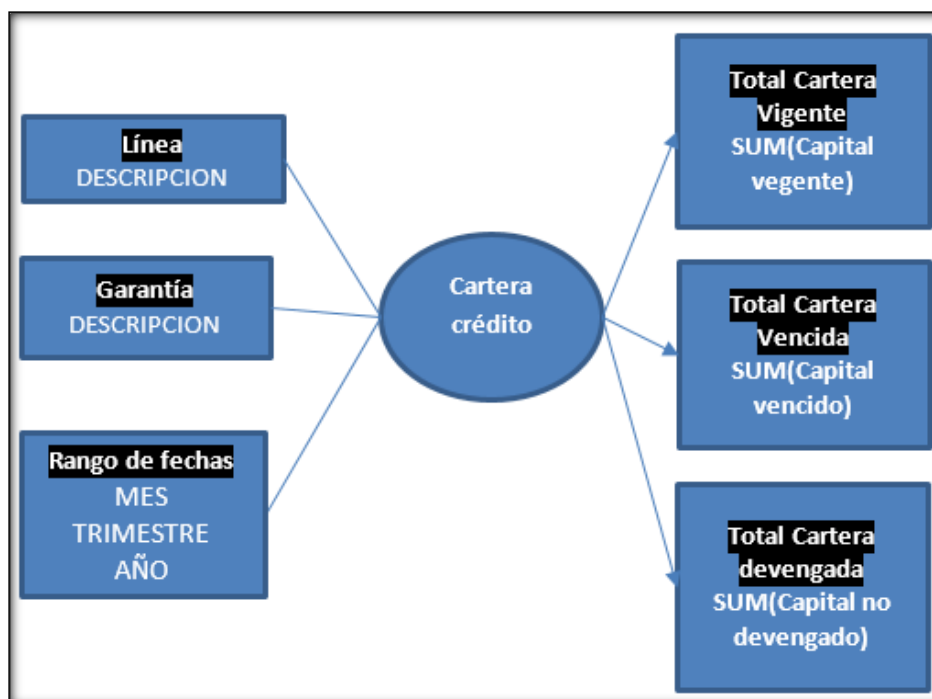 Línea
DESCRIPCION
Garantía
DESCRIPCION
Rango de fechas
MES
TRIMESTRE
AÑO
Cartera
crédito
Total Cartera
Vigente
SUM(Capital
vegente)
Total Cartera
Vencida
SUM(Capital
vencido)
Total Cartera
devengada
SUM(Capital no
devengado)